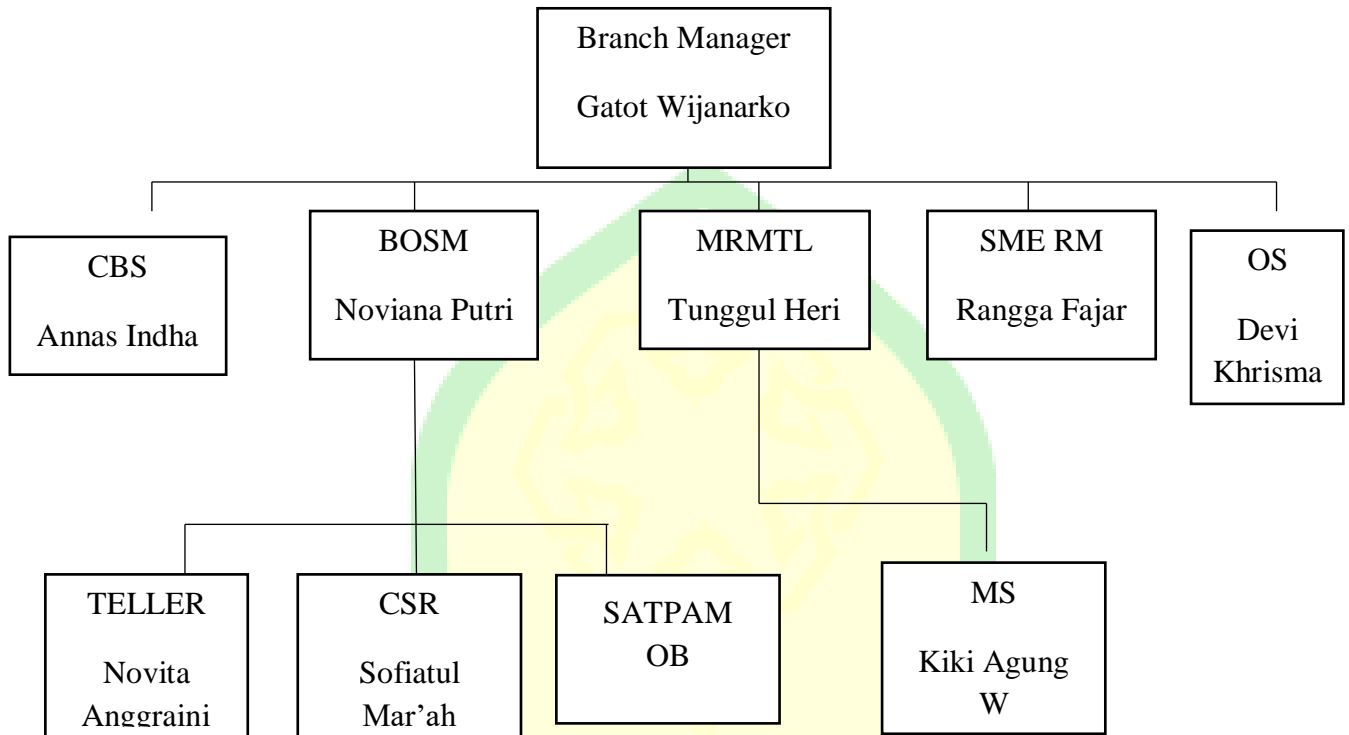 Branch Manager
Gatot Wijanarko
CBS
Annas Indha
BOSM
Noviana Putri
MRMTL
Tunggul Heri
SME RM
Rangga Fajar
OS
Devi
Khrisma
TELLER
Novita
Anggraini
CSR
Sofiatul
Mar’ah
SATPAM
OB
MS
Kiki Agung
W